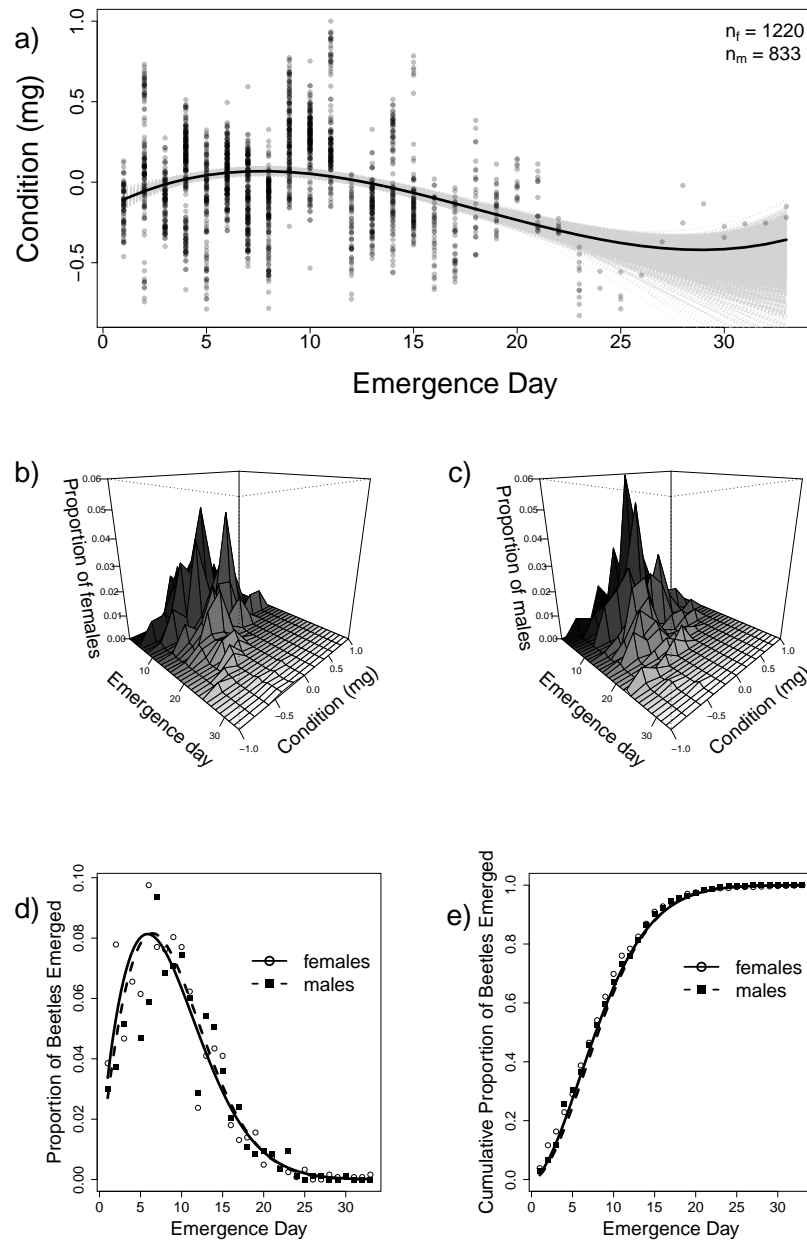 a)
n_f = 1220
n_m = 833
Condition (mg)
1.0
0.5
0.0
−0.5
0 5 10 15 20 25 30
Emergence Day
b)
Proportion of females
0.06
0.05
0.04
0.03
0.02
0.01
0.00
10
20
30
Emergence day
−1.0
−0.5
0.0
0.5
1.0
Condition (mg)
c)
Proportion of males
0.06
0.05
0.04
0.03
0.02
0.01
0.00
10
20
30
Emergence day
−1.0
−0.5
0.0
0.5
1.0
Condition (mg)
d)
Proportion of Beetles Emerged
0.10
0.08
0.06
0.04
0.02
0.00
females
males
0 5 10 15 20 25 30
Emergence Day
e)
Cumulative Proportion of Beetles Emerged
1.0
0.8
0.6
0.4
0.2
0.0
females
males
0 5 10 15 20 25 30
Emergence Day